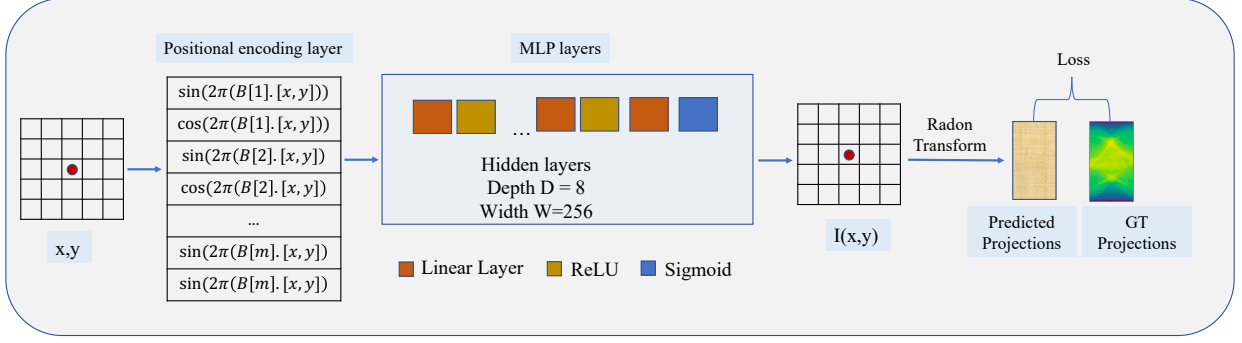 Positional encoding layer
MLP layers
Loss
sin(2π(B[1].[x,y]))
cos(2π(B[1].[x,y]))
sin(2π(B[2].[x,y])
cos(2π(B[2].[x,y])
...
sin(2π(B[m].[x,y])
sin(2π(B[m].[x,y])
x,y
...
Hidden layers
Depth D = 8
Width W=256
Linear Layer
ReLU
Sigmoid
I(x,y)
Radon
Transform
Predicted
Projections
GT
Projections